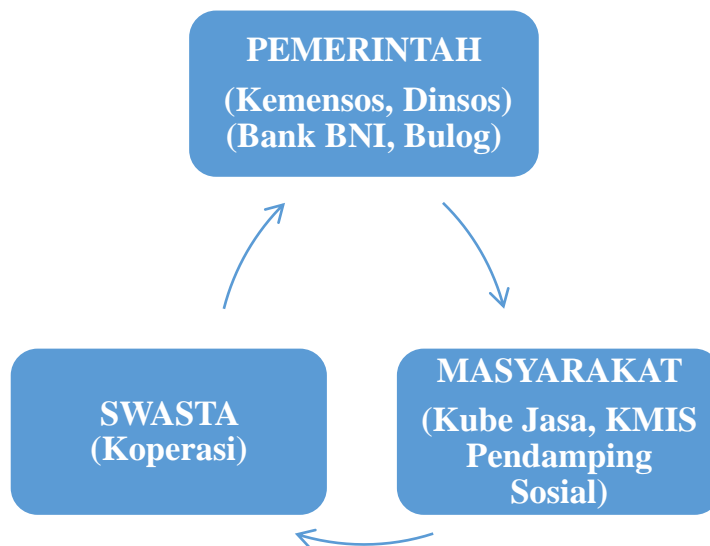 PEMERINTAH
(Kemensos, Dinsos)
(Bank BNI, Bulog)
SWASTA
(Koperasi)
MASYARAKAT
(Kube Jasa, KMIS
Pendamping
Sosial)